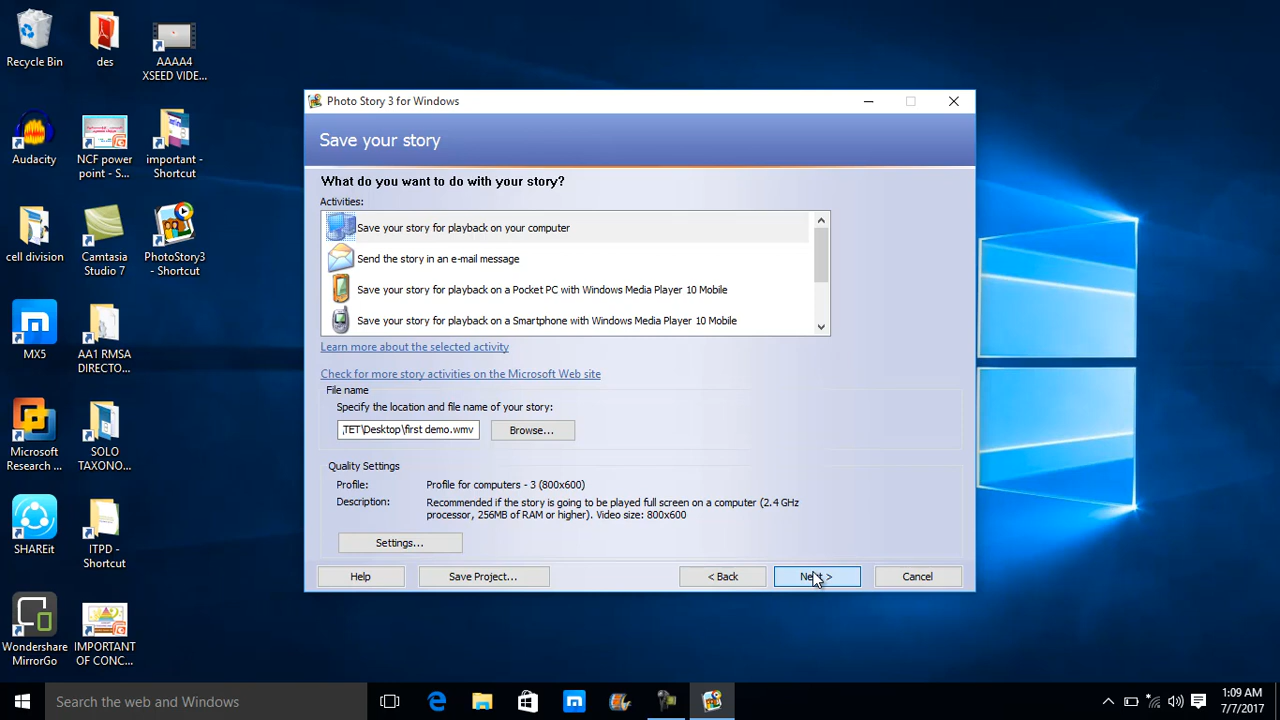 Recycle Bin
des
AAAA4
XSEED VIDE...
Audacity
NCF power
point - S...
important -
Shortcut
cell division
Camtasia
Studio 7
PhotoStory3
- Shortcut
MX5
AA1 RMSA
DIRECTO...
Microsoft
Research ...
SOLO
TAXONO...
SHAREit
ITPD -
Shortcut
Wondershare
MirrorGo
IMPORTANT
OF CONC...
Photo Story 3 for Windows
Save your story
What do you want to do with your story?
Activities:
Save your story for playback on your computer
Send the story in an e-mail message
Save your story for playback on a Pocket PC with Windows Media Player 10 Mobile
Save your story for playback on a Smartphone with Windows Media Player 10 Mobile
Learn more about the selected activity
Check for more story activities on the Microsoft Web site
File name
Specify the location and file name of your story:
TET\Desktop\first demo.wmv
Browse...
Quality Settings
Profile: Profile for computers - 3 (800x600)
Description: Recommended if the story is going to be played full screen on a computer (2.4 GHz
processor, 256MB of RAM or higher). Video size: 800x600
Settings...
Help
Save Project...
< Back
Next >
Cancel
Search the web and Windows
1:09 AM
7/7/2017